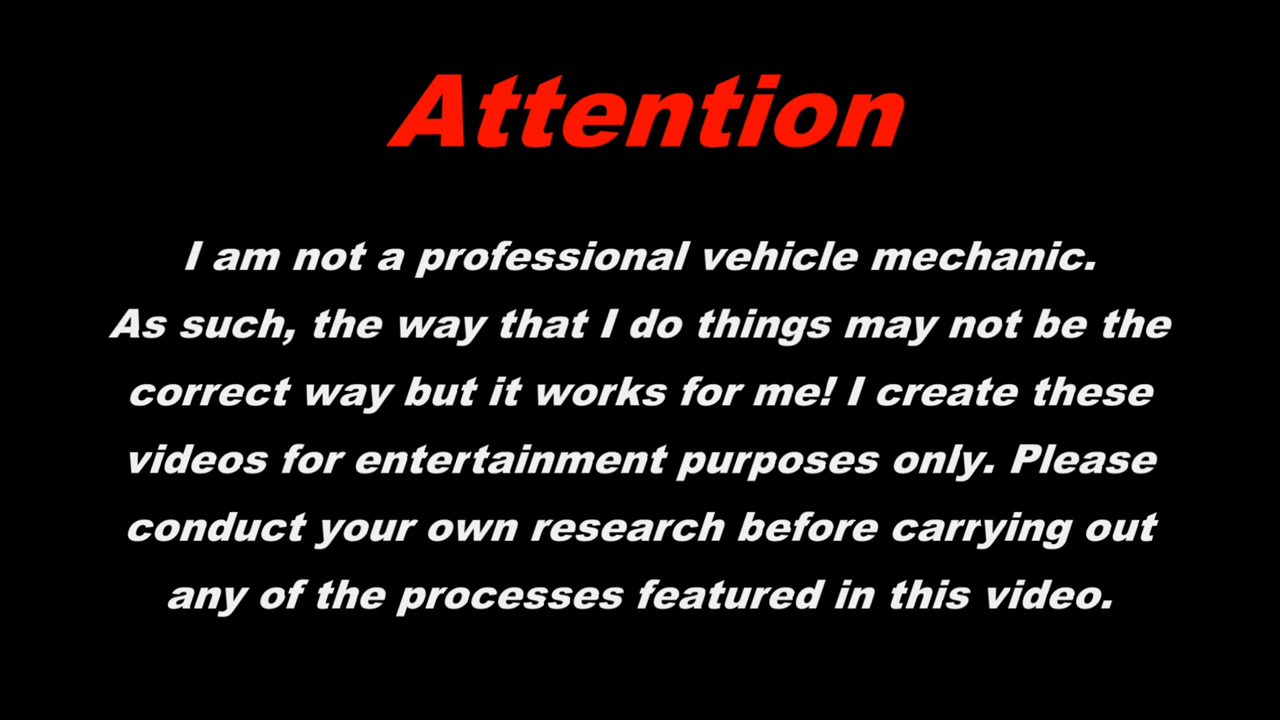 Attention
I am not a professional vehicle mechanic.
As such, the way that I do things may not be the
correct way but it works for me! I create these
videos for entertainment purposes only. Please
conduct your own research before carrying out
any of the processes featured in this video.